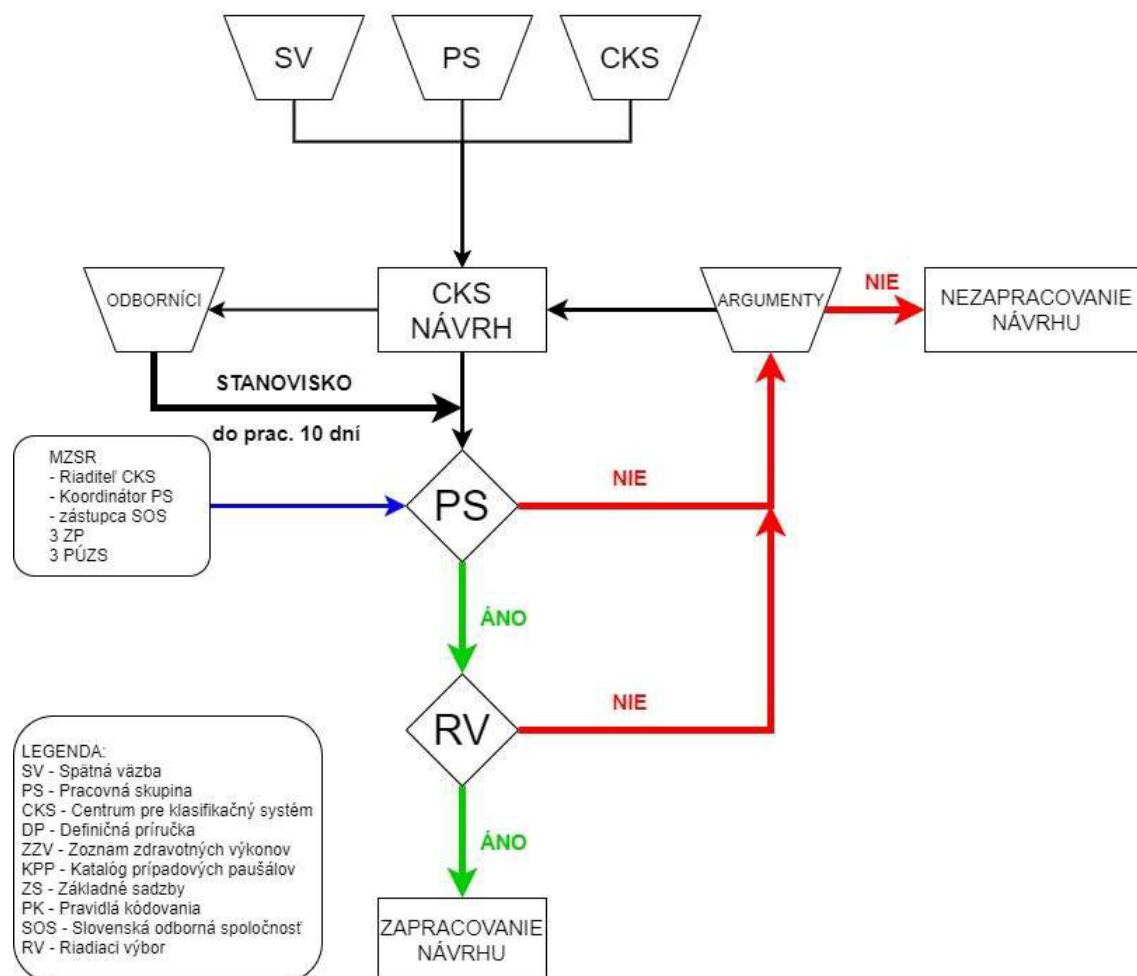 SV
PS
CKS
ODBORNÍCI
CKS
NÁVRH
ARGUMENTY
NIE
NEZAPRACOVANIE
NÁVRHU
STANOVISKO
do prac. 10 dní
MZSR
- Riaditeľ CKS
- Koordinátor PS
- zástupca SOS
3 ZP
3 PÚZS
PS
NIE
ÁNO
RV
NIE
ÁNO
ZAPRACOVANIE
NÁVRHU
LEGENDA:
SV - Spätná väzba
PS - Pracovná skupina
CKS - Centrum pre klasifikačný systém
DP - Definičná príručka
ZZV - Zoznam zdravotných výkonov
KPP - Katalóg prípadových paušálov
ZS - Základné sadzby
PK - Pravidlá kódovania
SOS - Slovenská odborná spoločnosť
RV - Riadiaci výbor